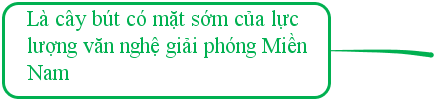 Là cây bút có mặt sớm của lực
lượng văn nghệ giải phóng Miền
Nam